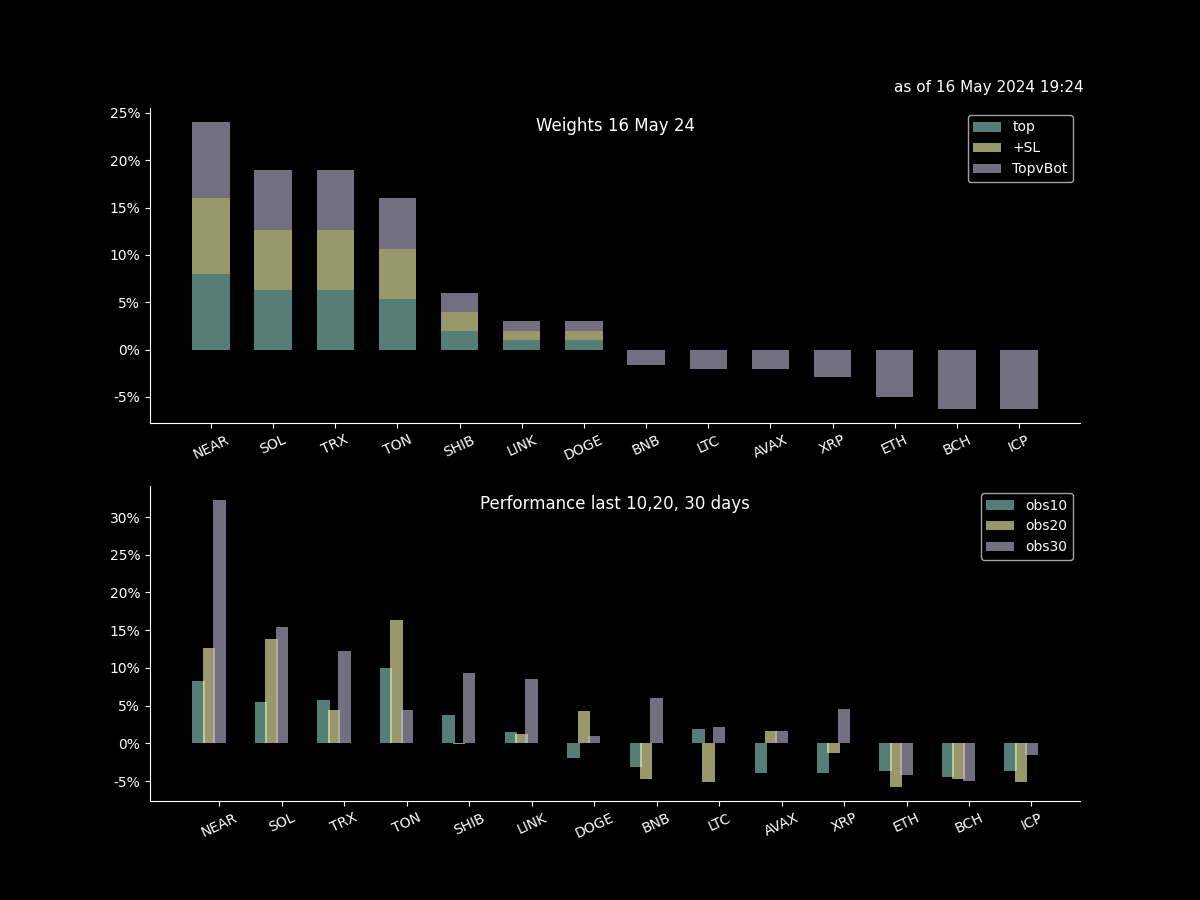 as of 16 May 2024 19:24
Weights 16 May 24
25%
20%
15%
10%
5%
0%
-5%
top
+SL
TopvBot
NEAR SOL TRX TON SHIB LINK DOGE BNB LTC AVAX XRP ETH BCH ICP
Performance last 10,20, 30 days
30%
25%
20%
15%
10%
5%
0%
-5%
obs10
obs20
obs30
NEAR SOL TRX TON SHIB LINK DOGE BNB LTC AVAX XRP ETH BCH ICP